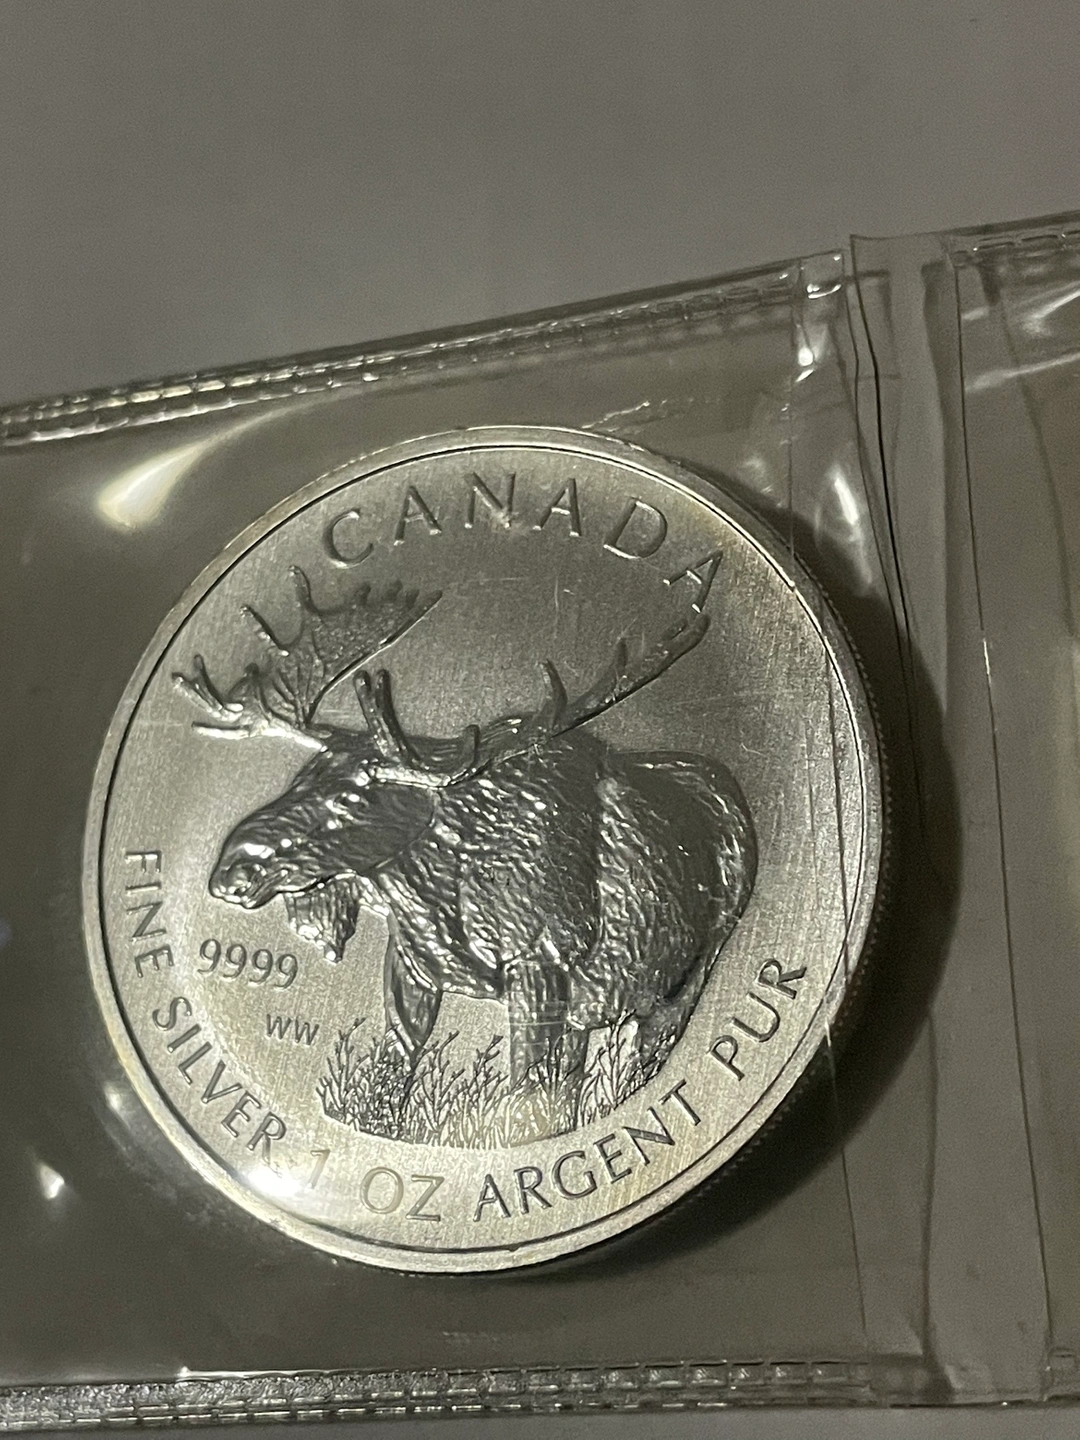 CANADA
9999
WW
FINE SILVER 1 OZ ARGENT PUR